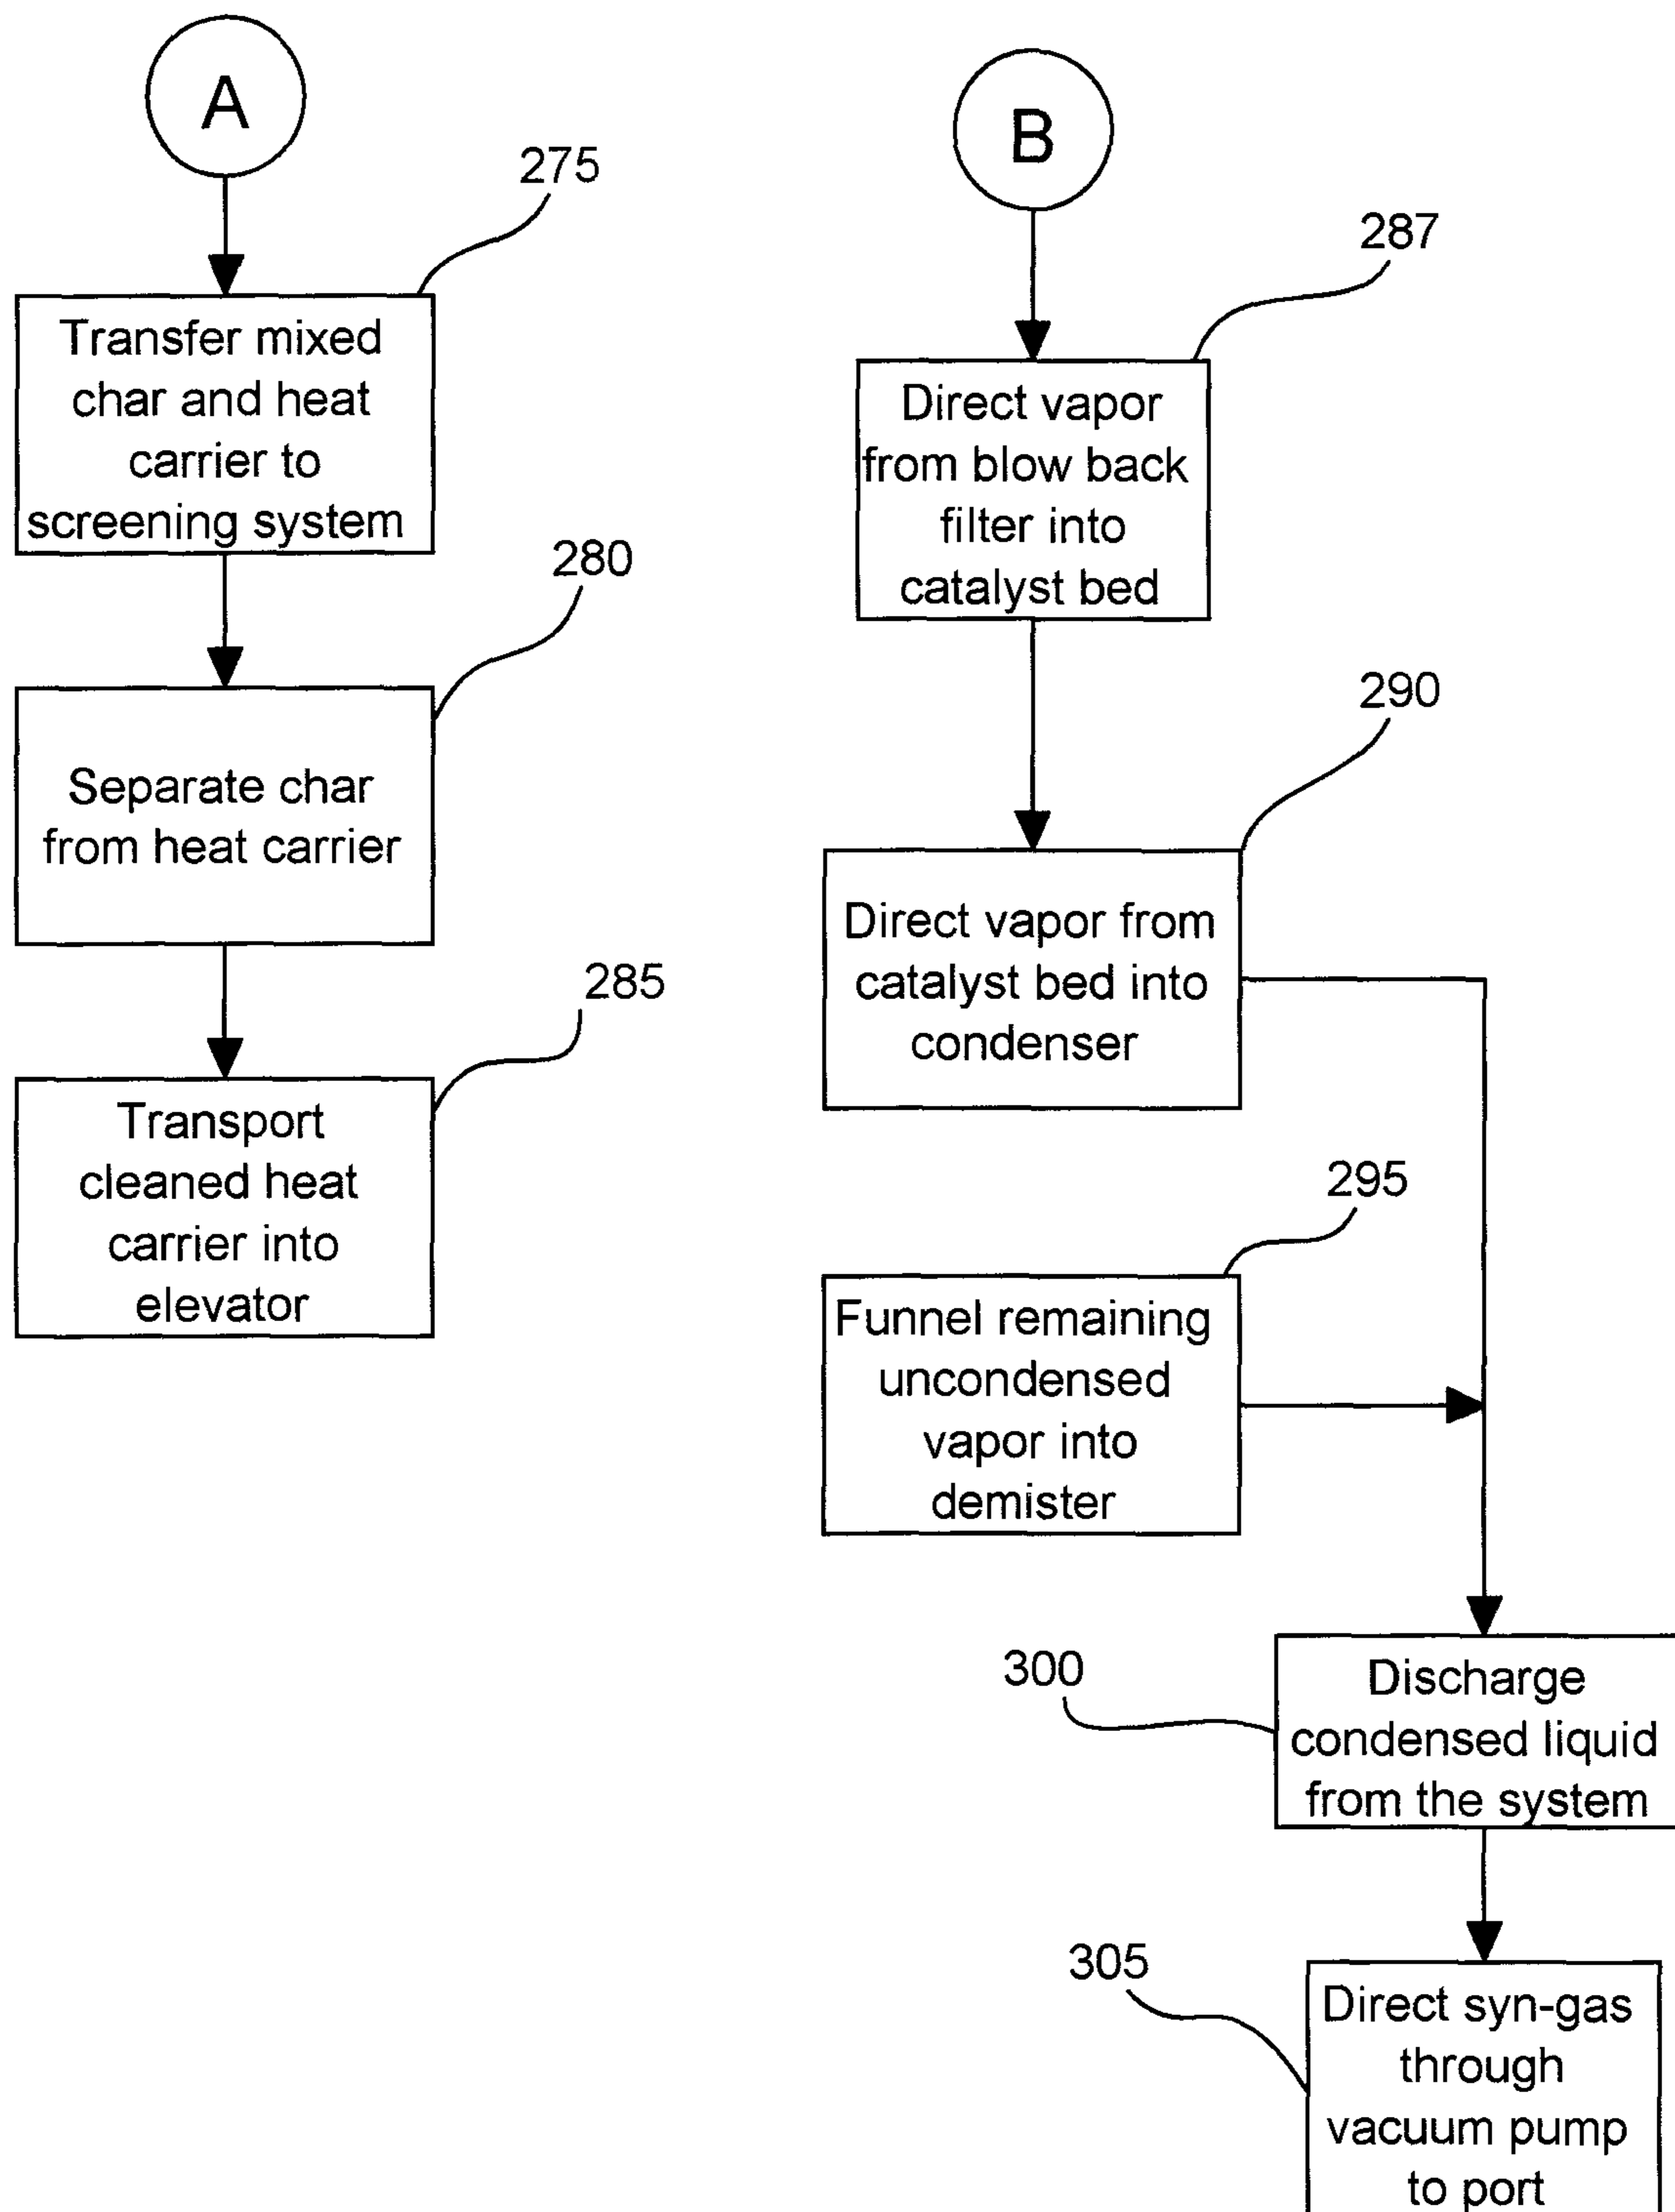 A
275
Transfer mixed
char and heat
carrier to
screening system
280
Separate char
from heat carrier
285
Transport
cleaned heat
carrier into
elevator
B
287
Direct vapor
from blow back
filter into
catalyst bed
290
Direct vapor from
catalyst bed into
condenser
295
Funnel remaining
uncondensed
vapor into
demister
300
Discharge
condensed liquid
from the system
305
Direct syn-gas
through
vacuum pump
to port